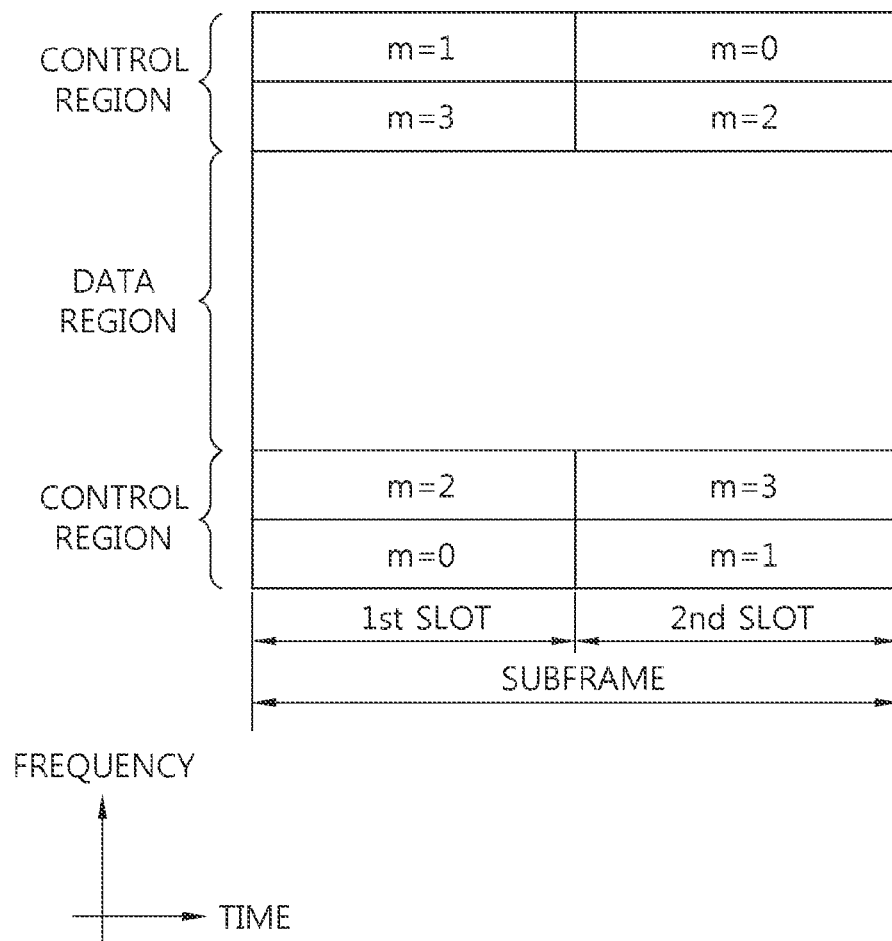 CONTROL
REGION
m=1
m=0
m=3
m=2
DATA
REGION
CONTROL
REGION
m=2
m=3
m=0
m=1
1st SLOT
2nd SLOT
SUBFRAME
FREQUENCY
TIME